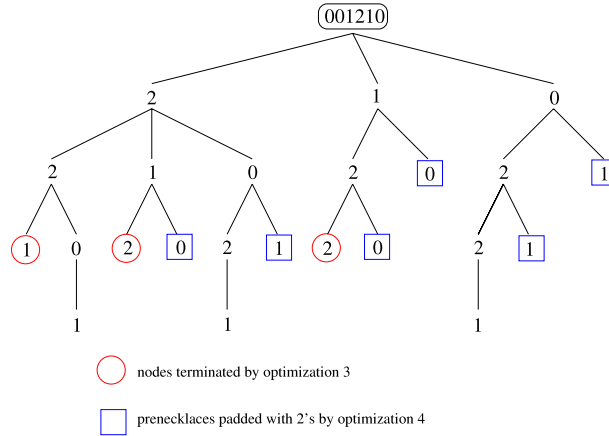 001210
2 1 0
2 1 0 2 0 2 1
1 0 2 0 2 1 2 0 2 1
1 1 1
nodes terminated by optimization 3
prenecklaces padded with 2's by optimization 4